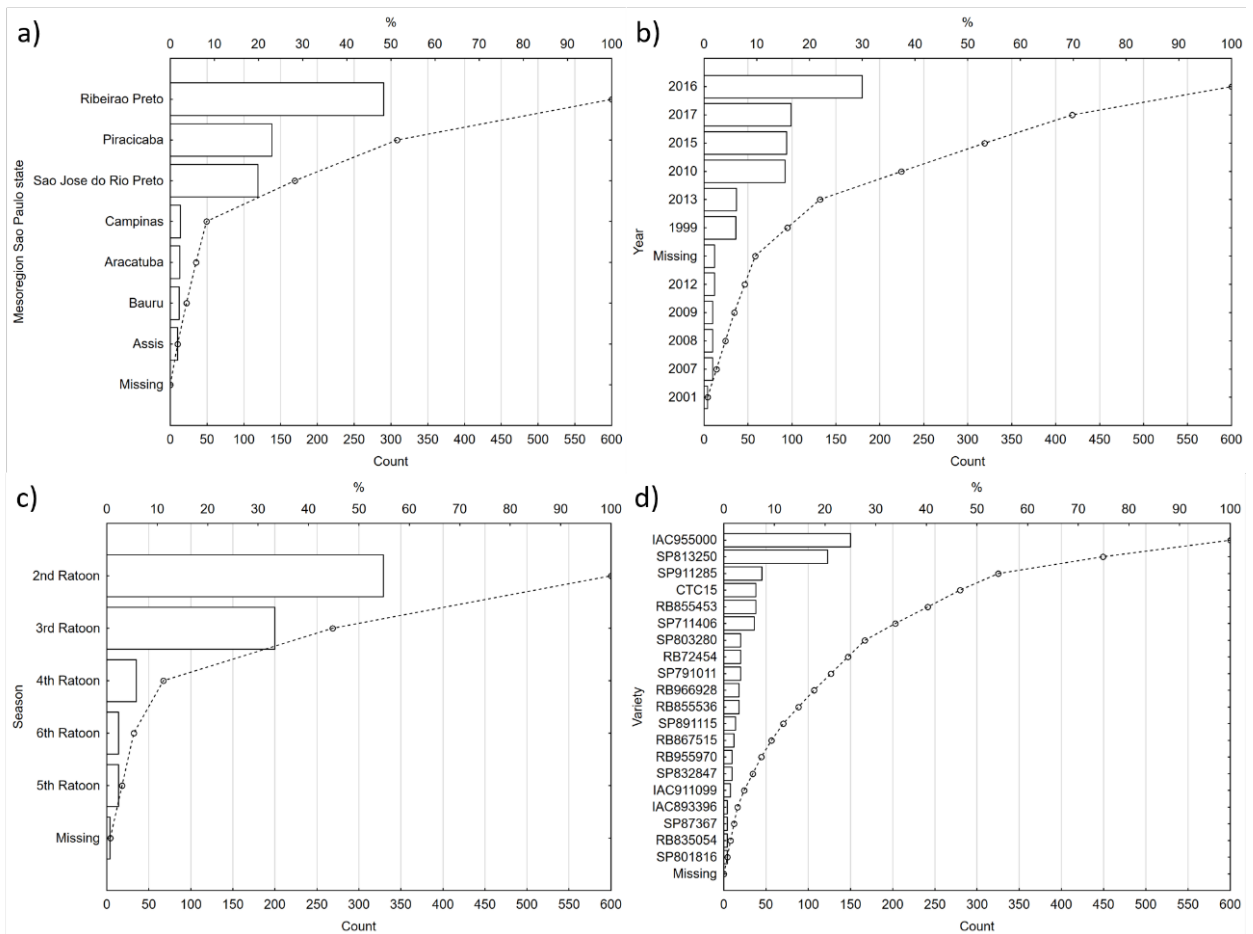 a)
%
0 10 20 30 40 50 60 70 80 90 100
Mesoregion Sao Paulo state
Ribeirao Preto
Piracicaba
Sao Jose do Rio Preto
Campinas
Aracatuba
Bauru
Assis
Missing
0 50 100 150 200 250 300 350 400 450 500 550 600
Count
b)
%
0 10 20 30 40 50 60 70 80 90 100
Year
2016
2017
2015
2010
2013
1999
Missing
2012
2009
2008
2007
2001
0 50 100 150 200 250 300 350 400 450 500 550 600
Count
c)
%
0 10 20 30 40 50 60 70 80 90 100
Season
2nd Ratoon
3rd Ratoon
4th Ratoon
6th Ratoon
5th Ratoon
Missing
0 50 100 150 200 250 300 350 400 450 500 550 600
Count
d)
%
0 10 20 30 40 50 60 70 80 90 100
Variety
IAC955000
SP813250
SP911285
CTC15
RB855453
SP711406
SP803280
RB72454
SP791011
RB966928
RB855536
SP891115
RB867515
RB955970
SP832847
IAC911099
IAC893396
SP87367
RB835054
SP801816
Missing
0 50 100 150 200 250 300 350 400 450 500 550 600
Count